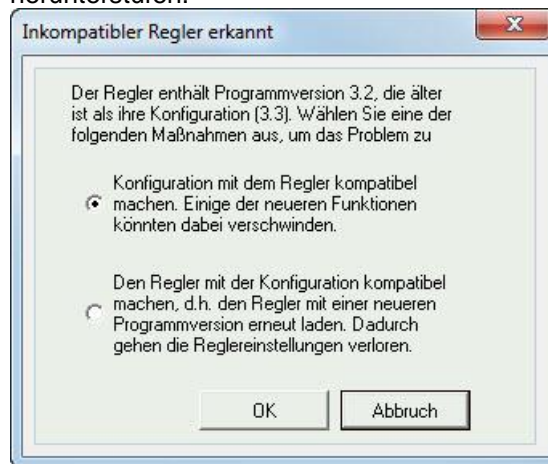 herunterstufen.
Inkompatibler Regler erkannt
Der Regler enthält Programmversion 3.2, die älter
ist als ihre Konfiguration (3.3). Wählen Sie eine der
folgenden Maßnahmen aus, um das Problem zu
Konfiguration mit dem Regler kompatibel
machen. Einige der neueren Funktionen
könnten dabei verschwinden.
Den Regler mit der Konfiguration kompatibel
machen, d.h. den Regler mit einer neueren
Programmversion erneut laden. Dadurch
gehen die Reglereinstellungen verloren.
OK Abbruch